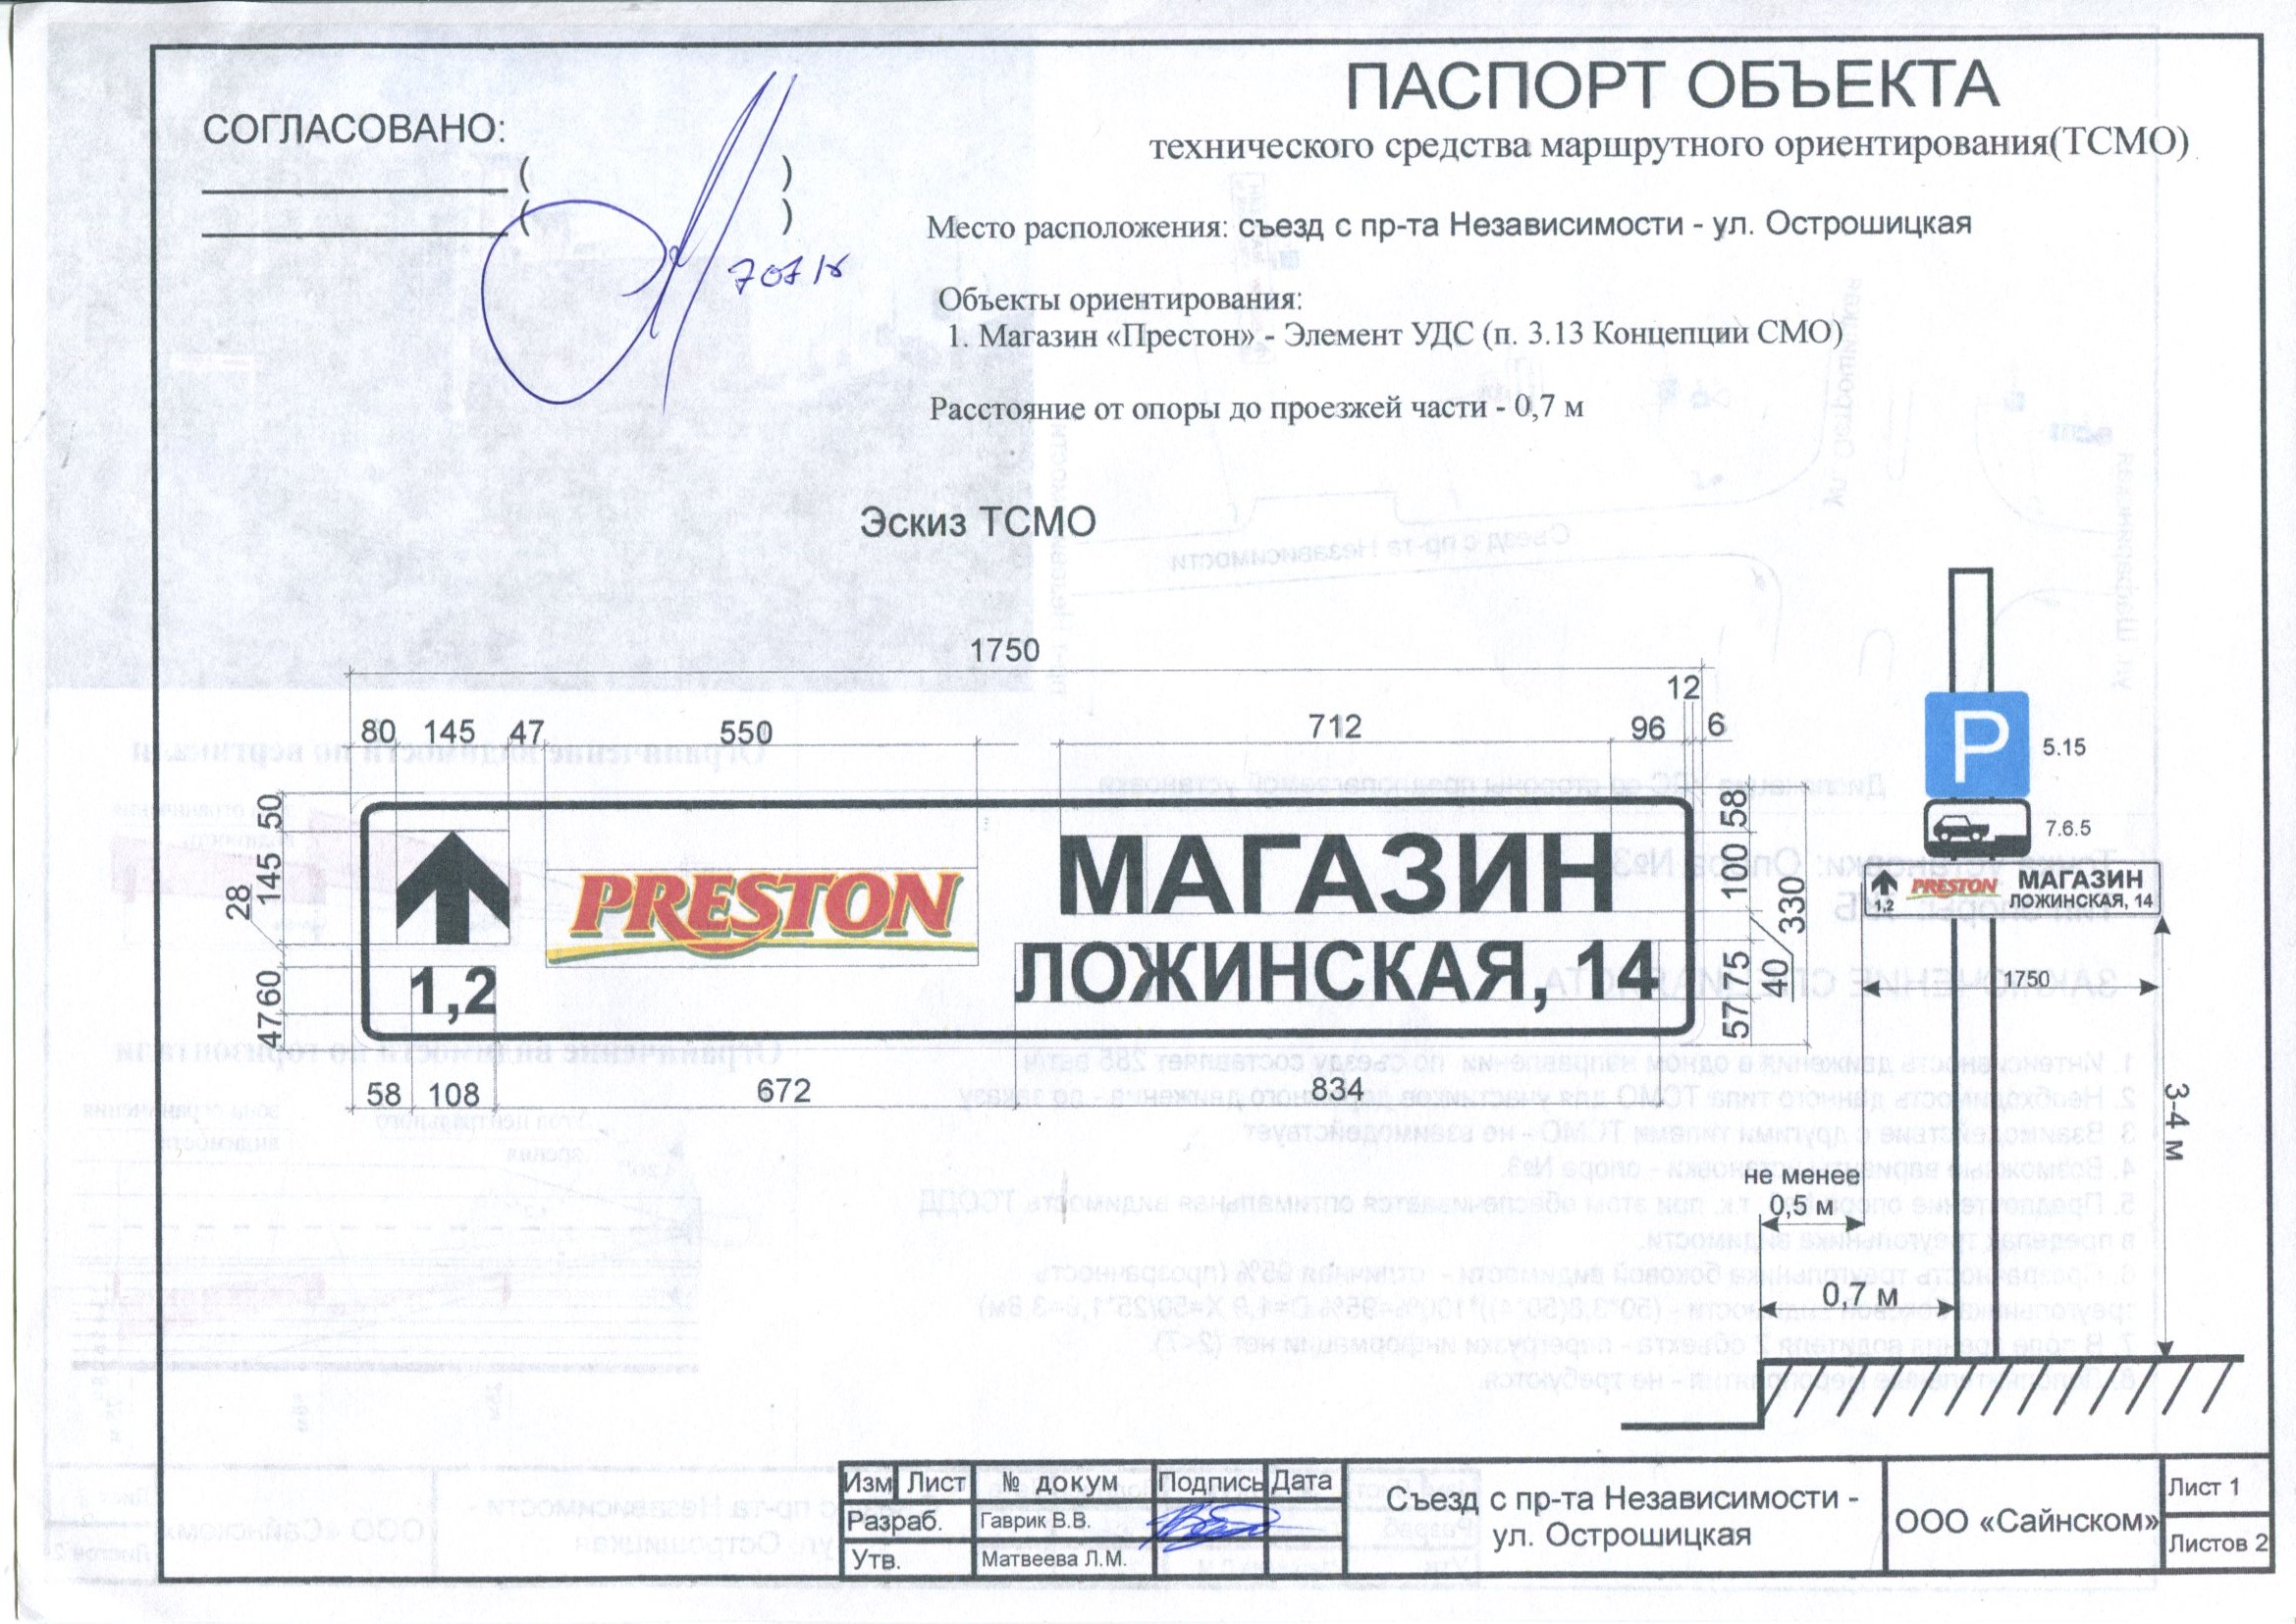 СОГЛАСОВАНО:
( )
( )
ПАСПОРТ ОБЪЕКТА
технического средства маршрутного ориентирования(ТСМО)
Место расположения: съезд с пр-та Независимости - ул. Острошицкая
Объекты ориентирования:
1. Магазин «Престон» - Элемент УДС (п. 3.13 Концепции СМО)
Расстояние от опоры до проезжей части - 0,7 м
Эскиз ТСМО
1750
12
80 145 47 550 712 96 6
50 145 28 60 47
1,2
PRESTON
МАГАЗИН
ЛОЖИНСКАЯ, 14
58 100 40 75 57 330
58 108 672 834
P
5.15
7.6.5
1,2
PRESTON
МАГАЗИН
ЛОЖИНСКАЯ, 14
1750
3-4 м
не менее
0,5 м
0,7 м
Изм Лист № докум Подпись Дата
Разраб. Гаврик В.В.
Утв. Матвеева Л.М.
Съезд с пр-та Независимости -
ул. Острошицкая
ООО «Сайнском»
Лист 1
Листов 2